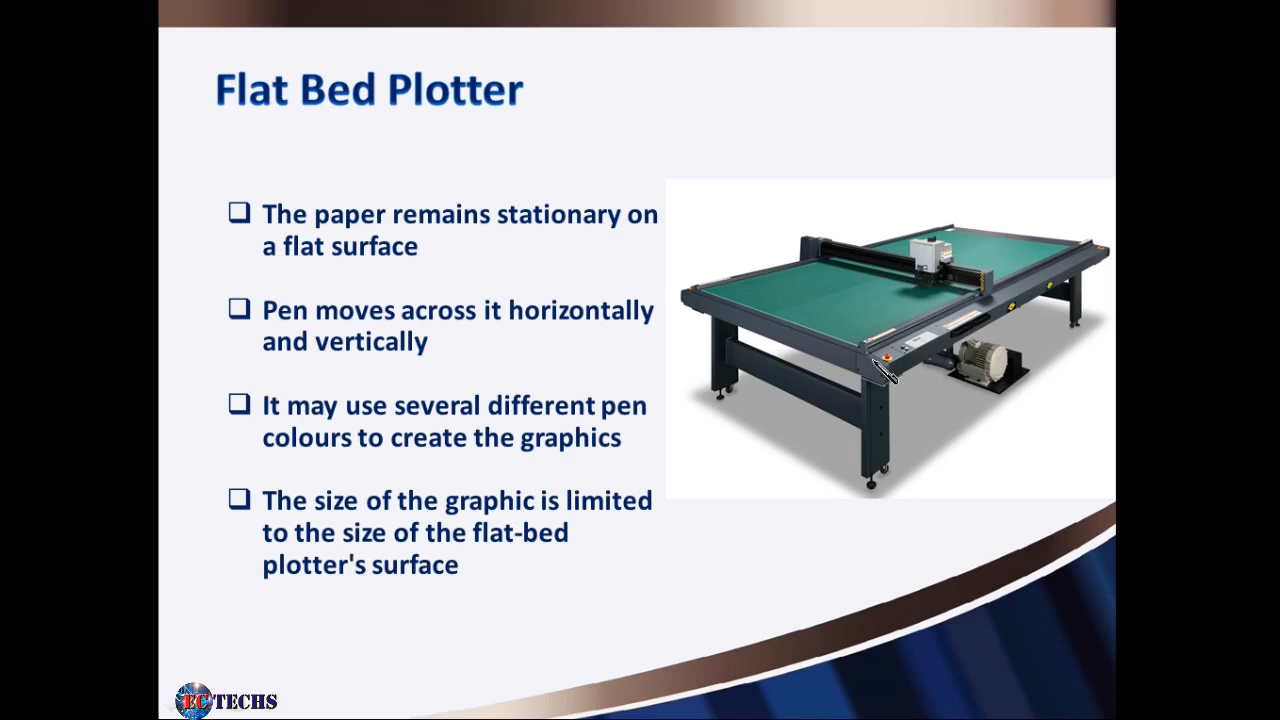 Flat Bed Plotter
The paper remains stationary on
a flat surface
Pen moves across it horizontally
and vertically
It may use several different pen
colours to create the graphics
The size of the graphic is limited
to the size of the flat-bed
plotter's surface
EC TECHS